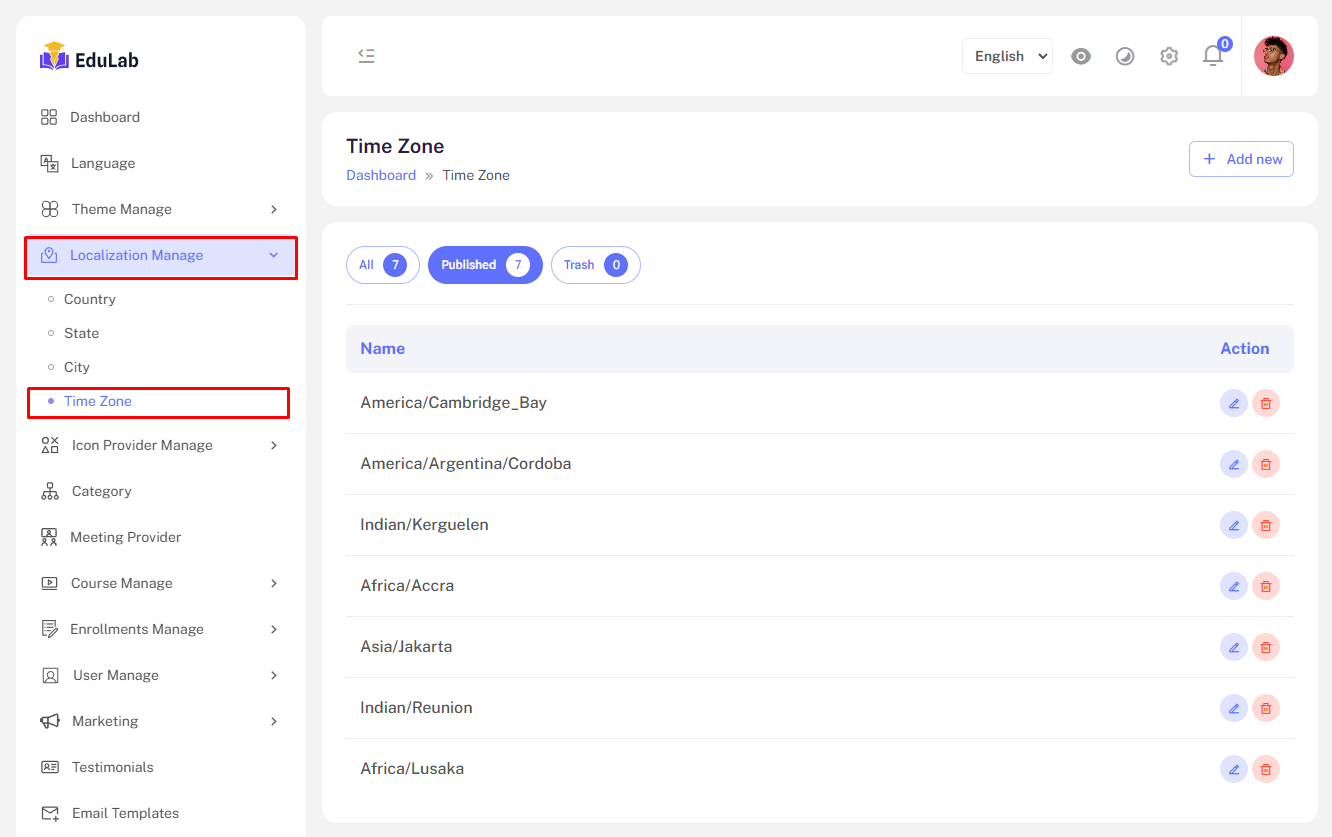 EduLab
Dashboard
Language
Theme Manage
Localization Manage
Country
State
City
Time Zone
Icon Provider Manage
Category
Meeting Provider
Course Manage
Enrollments Manage
User Manage
Marketing
Testimonials
Email Templates
English
0
Time Zone
Dashboard » Time Zone
+ Add new
All 7 Published 7 Trash 0
Name Action
America/Cambridge_Bay
America/Argentina/Cordoba
Indian/Kerguelen
Africa/Accra
Asia/Jakarta
Indian/Reunion
Africa/Lusaka